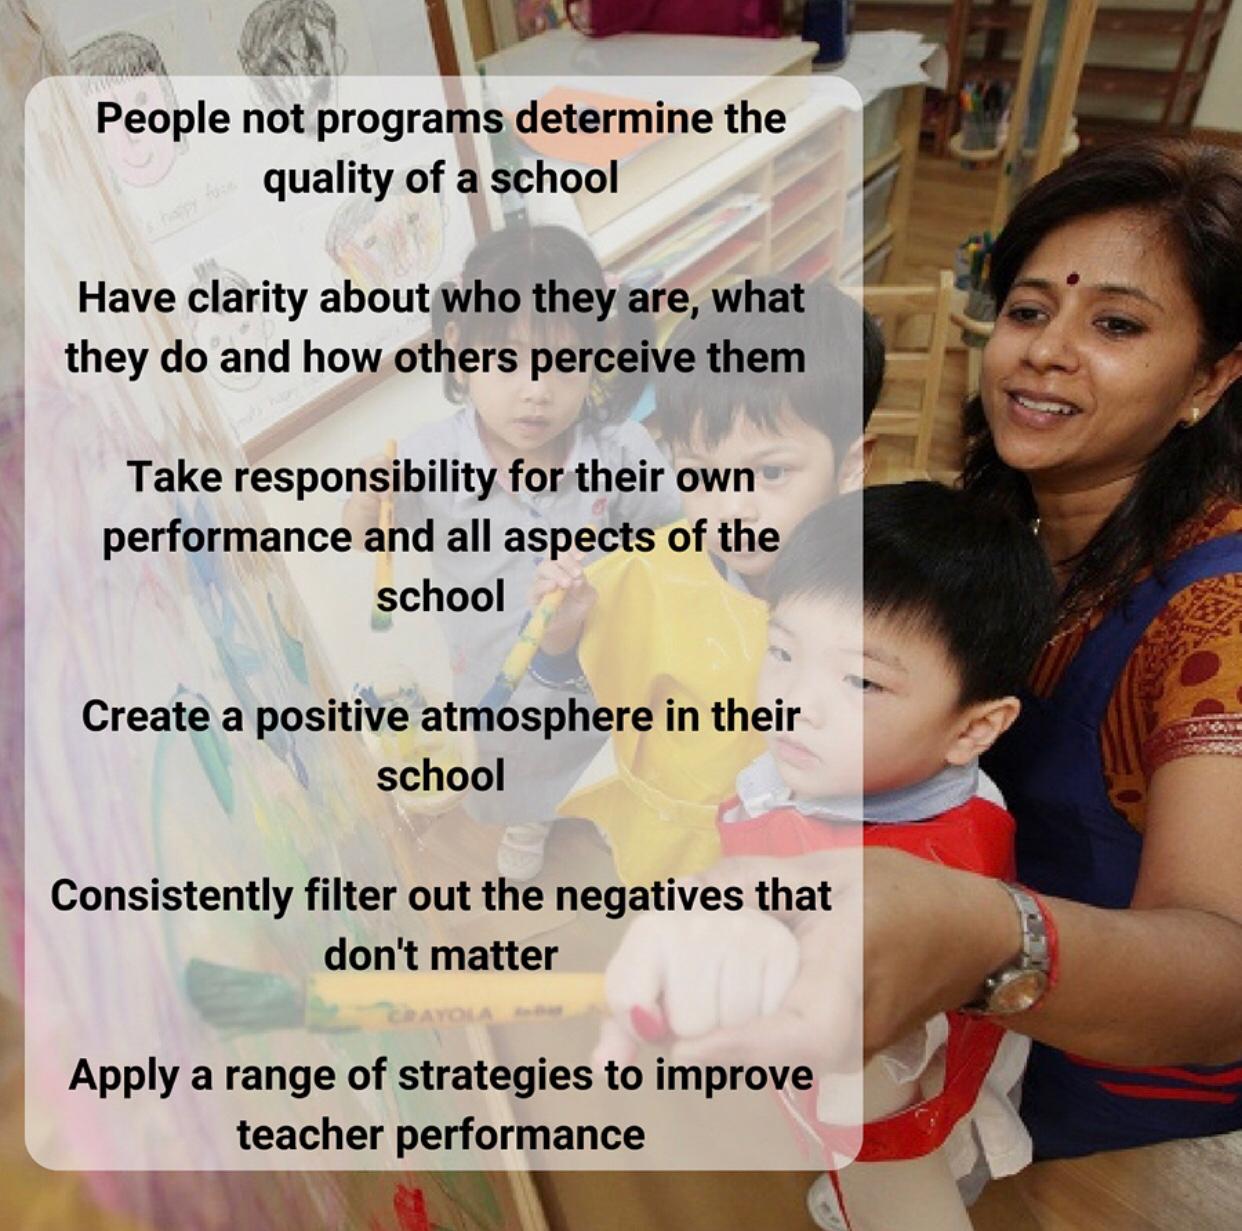 People not programs determine the
quality of a school
Have clarity about who they are, what
they do and how others perceive them
Take responsibility for their own
performance and all aspects of the
school
Create a positive atmosphere in their
school
Consistently filter out the negatives that
don't matter
CRAYOLA
Apply a range of strategies to improve
teacher performance